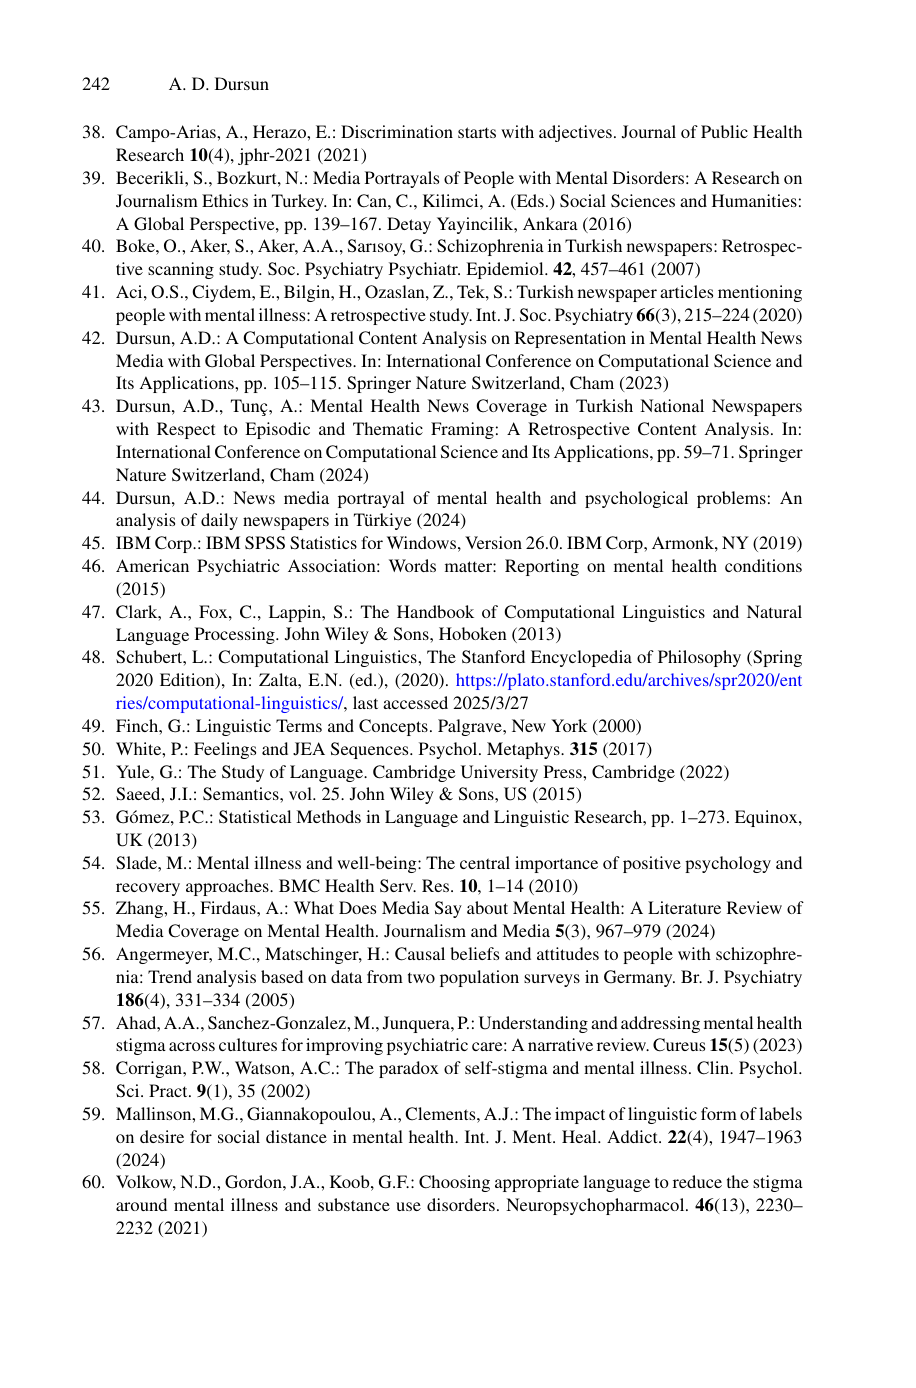 242 A. D. Dursun
38. Campo-Arias, A., Herazo, E.: Discrimination starts with adjectives. Journal of Public Health
Research 10(4), jphr-2021 (2021)
39. Becerikli, S., Bozkurt, N.: Media Portrayals of People with Mental Disorders: A Research on
Journalism Ethics in Turkey. In: Can, C., Kilimci, A. (Eds.) Social Sciences and Humanities:
A Global Perspective, pp. 139–167. Detay Yayincilik, Ankara (2016)
40. Boke, O., Aker, S., Aker, A.A., Sarısoy, G.: Schizophrenia in Turkish newspapers: Retrospec-
tive scanning study. Soc. Psychiatry Psychiatr. Epidemiol. 42, 457–461 (2007)
41. Aci, O.S., Ciydem, E., Bilgin, H., Ozaslan, Z., Tek, S.: Turkish newspaper articles mentioning
people with mental illness: A retrospective study. Int. J. Soc. Psychiatry 66(3), 215–224 (2020)
42. Dursun, A.D.: A Computational Content Analysis on Representation in Mental Health News
Media with Global Perspectives. In: International Conference on Computational Science and
Its Applications, pp. 105–115. Springer Nature Switzerland, Cham (2023)
43. Dursun, A.D., Tunç, A.: Mental Health News Coverage in Turkish National Newspapers
with Respect to Episodic and Thematic Framing: A Retrospective Content Analysis. In:
International Conference on Computational Science and Its Applications, pp. 59–71. Springer
Nature Switzerland, Cham (2024)
44. Dursun, A.D.: News media portrayal of mental health and psychological problems: An
analysis of daily newspapers in Türkiye (2024)
45. IBM Corp.: IBM SPSS Statistics for Windows, Version 26.0. IBM Corp, Armonk, NY (2019)
46. American Psychiatric Association: Words matter: Reporting on mental health conditions
(2015)
47. Clark, A., Fox, C., Lappin, S.: The Handbook of Computational Linguistics and Natural
Language Processing. John Wiley & Sons, Hoboken (2013)
48. Schubert, L.: Computational Linguistics, The Stanford Encyclopedia of Philosophy (Spring
2020 Edition), In: Zalta, E.N. (ed.), (2020). https://plato.stanford.edu/archives/spr2020/ent
ries/computational-linguistics/, last accessed 2025/3/27
49. Finch, G.: Linguistic Terms and Concepts. Palgrave, New York (2000)
50. White, P.: Feelings and JEA Sequences. Psychol. Metaphys. 315 (2017)
51. Yule, G.: The Study of Language. Cambridge University Press, Cambridge (2022)
52. Saeed, J.I.: Semantics, vol. 25. John Wiley & Sons, US (2015)
53. Gómez, P.C.: Statistical Methods in Language and Linguistic Research, pp. 1–273. Equinox,
UK (2013)
54. Slade, M.: Mental illness and well-being: The central importance of positive psychology and
recovery approaches. BMC Health Serv. Res. 10, 1–14 (2010)
55. Zhang, H., Firdaus, A.: What Does Media Say about Mental Health: A Literature Review of
Media Coverage on Mental Health. Journalism and Media 5(3), 967–979 (2024)
56. Angermeyer, M.C., Matschinger, H.: Causal beliefs and attitudes to people with schizophre-
nia: Trend analysis based on data from two population surveys in Germany. Br. J. Psychiatry
186(4), 331–334 (2005)
57. Ahad, A.A., Sanchez-Gonzalez, M., Junquera, P.: Understanding and addressing mental health
stigma across cultures for improving psychiatric care: A narrative review. Cureus 15(5) (2023)
58. Corrigan, P.W., Watson, A.C.: The paradox of self-stigma and mental illness. Clin. Psychol.
Sci. Pract. 9(1), 35 (2002)
59. Mallinson, M.G., Giannakopoulou, A., Clements, A.J.: The impact of linguistic form of labels
on desire for social distance in mental health. Int. J. Ment. Heal. Addict. 22(4), 1947–1963
(2024)
60. Volkow, N.D., Gordon, J.A., Koob, G.F.: Choosing appropriate language to reduce the stigma
around mental illness and substance use disorders. Neuropsychopharmacol. 46(13), 2230–
2232 (2021)